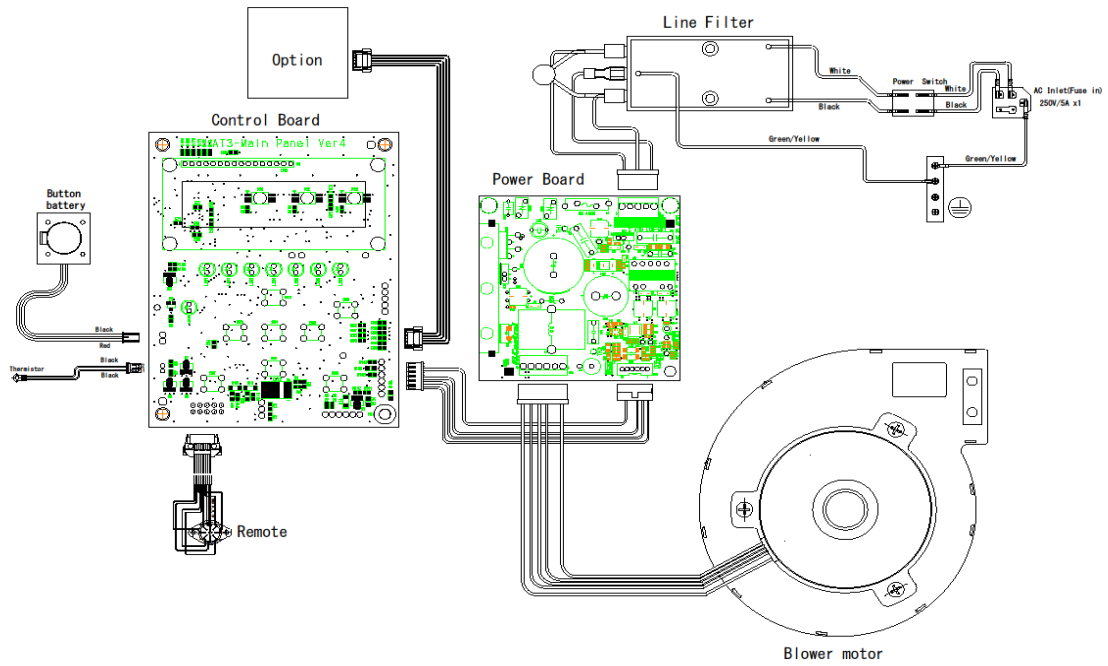 Line Filter
Option
White
Power Switch
White
Black
Black
AC Inlet(Fuse in)
250V/5A x1
Control Board
AT3-Main Panel Ver4
Green/Yellow
Green/Yellow
Power Board
Button
battery
Black
Red
Black
Thermistor
Black
Remote
Blower motor